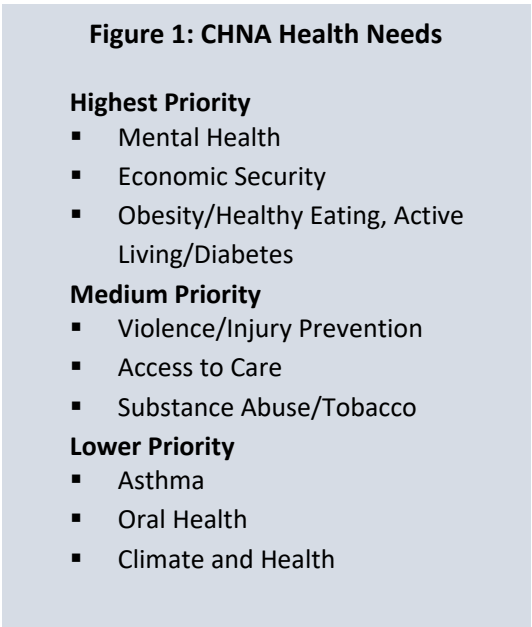 Figure 1: CHNA Health Needs
Highest Priority
▪ Mental Health
▪ Economic Security
▪ Obesity/Healthy Eating, Active
Living/Diabetes
Medium Priority
▪ Violence/Injury Prevention
▪ Access to Care
▪ Substance Abuse/Tobacco
Lower Priority
▪ Asthma
▪ Oral Health
▪ Climate and Health